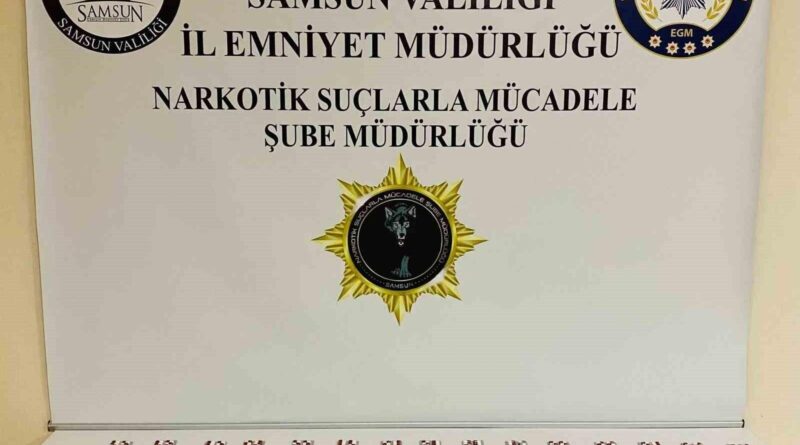 SAMSUN VALİLİĞİ
SAMSUN
SAMSUN VALİLİĞİ
İL EMNİYET MÜDÜRLÜĞÜ
EGM
NARKOTİK SUÇLARLA MÜCADELE
ŞUBE MÜDÜRLÜĞÜ
NARKOTİK SUÇLARLA MÜCADELE ŞUBE MÜDÜRLÜĞÜ
SAMSUN